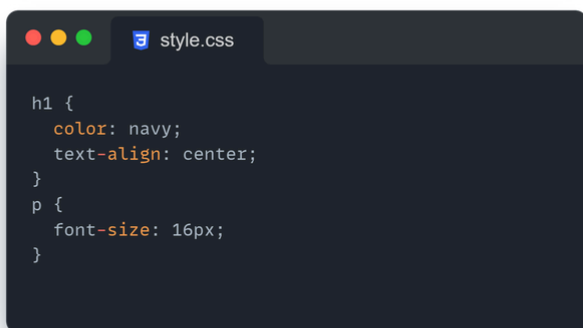 style.css
h1 {
  color: navy;
  text-align: center;
}
p {
  font-size: 16px;
}